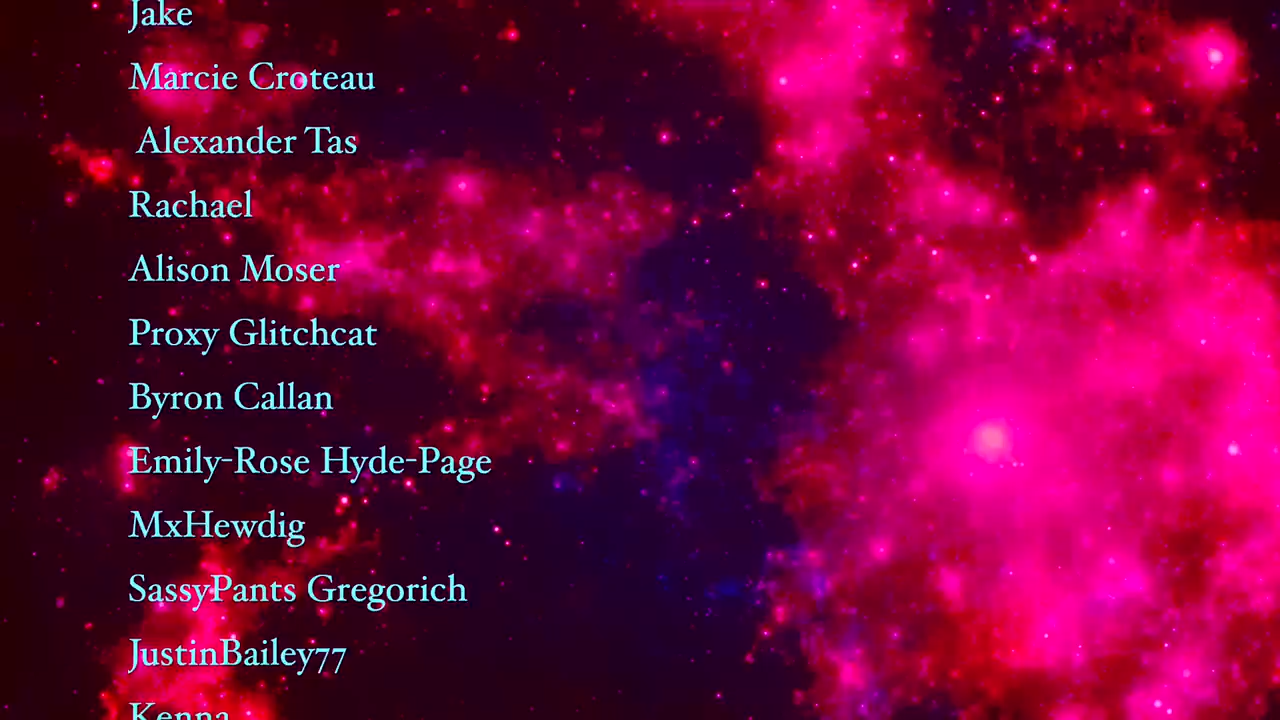 Jake
Marcie Croteau
Alexander Tas
Rachael
Alison Moser
Proxy Glitchcat
Byron Callan
Emily-Rose Hyde-Page
MxHewdig
SassyPants Gregorich
JustinBailey77
Kenna